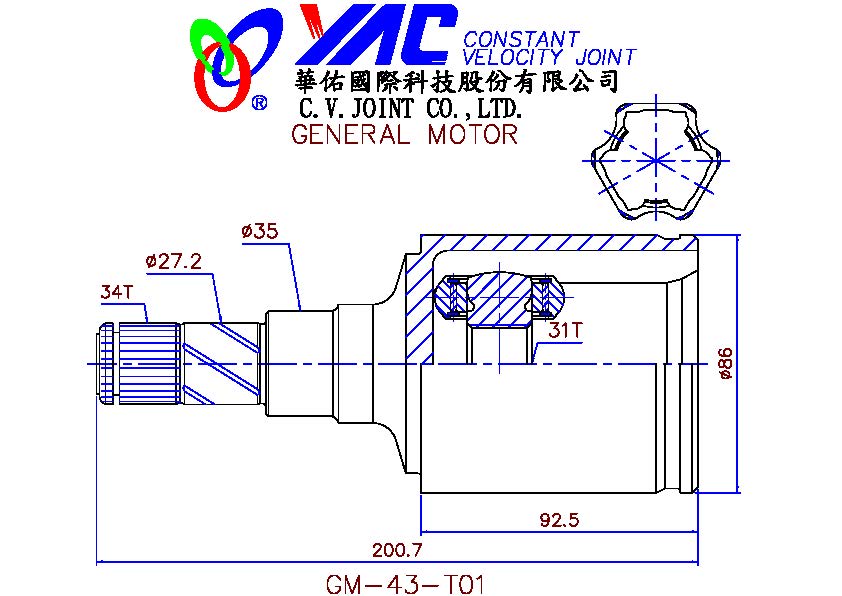 YAC CONSTANT
VELOCITY JOINT
華佑國際科技股份有限公司
® C.V.JOINT CO.,LTD.
GENERAL MOTOR
ø35
ø27.2
34T
31T
ø86
92.5
200.7
GM-43-T01